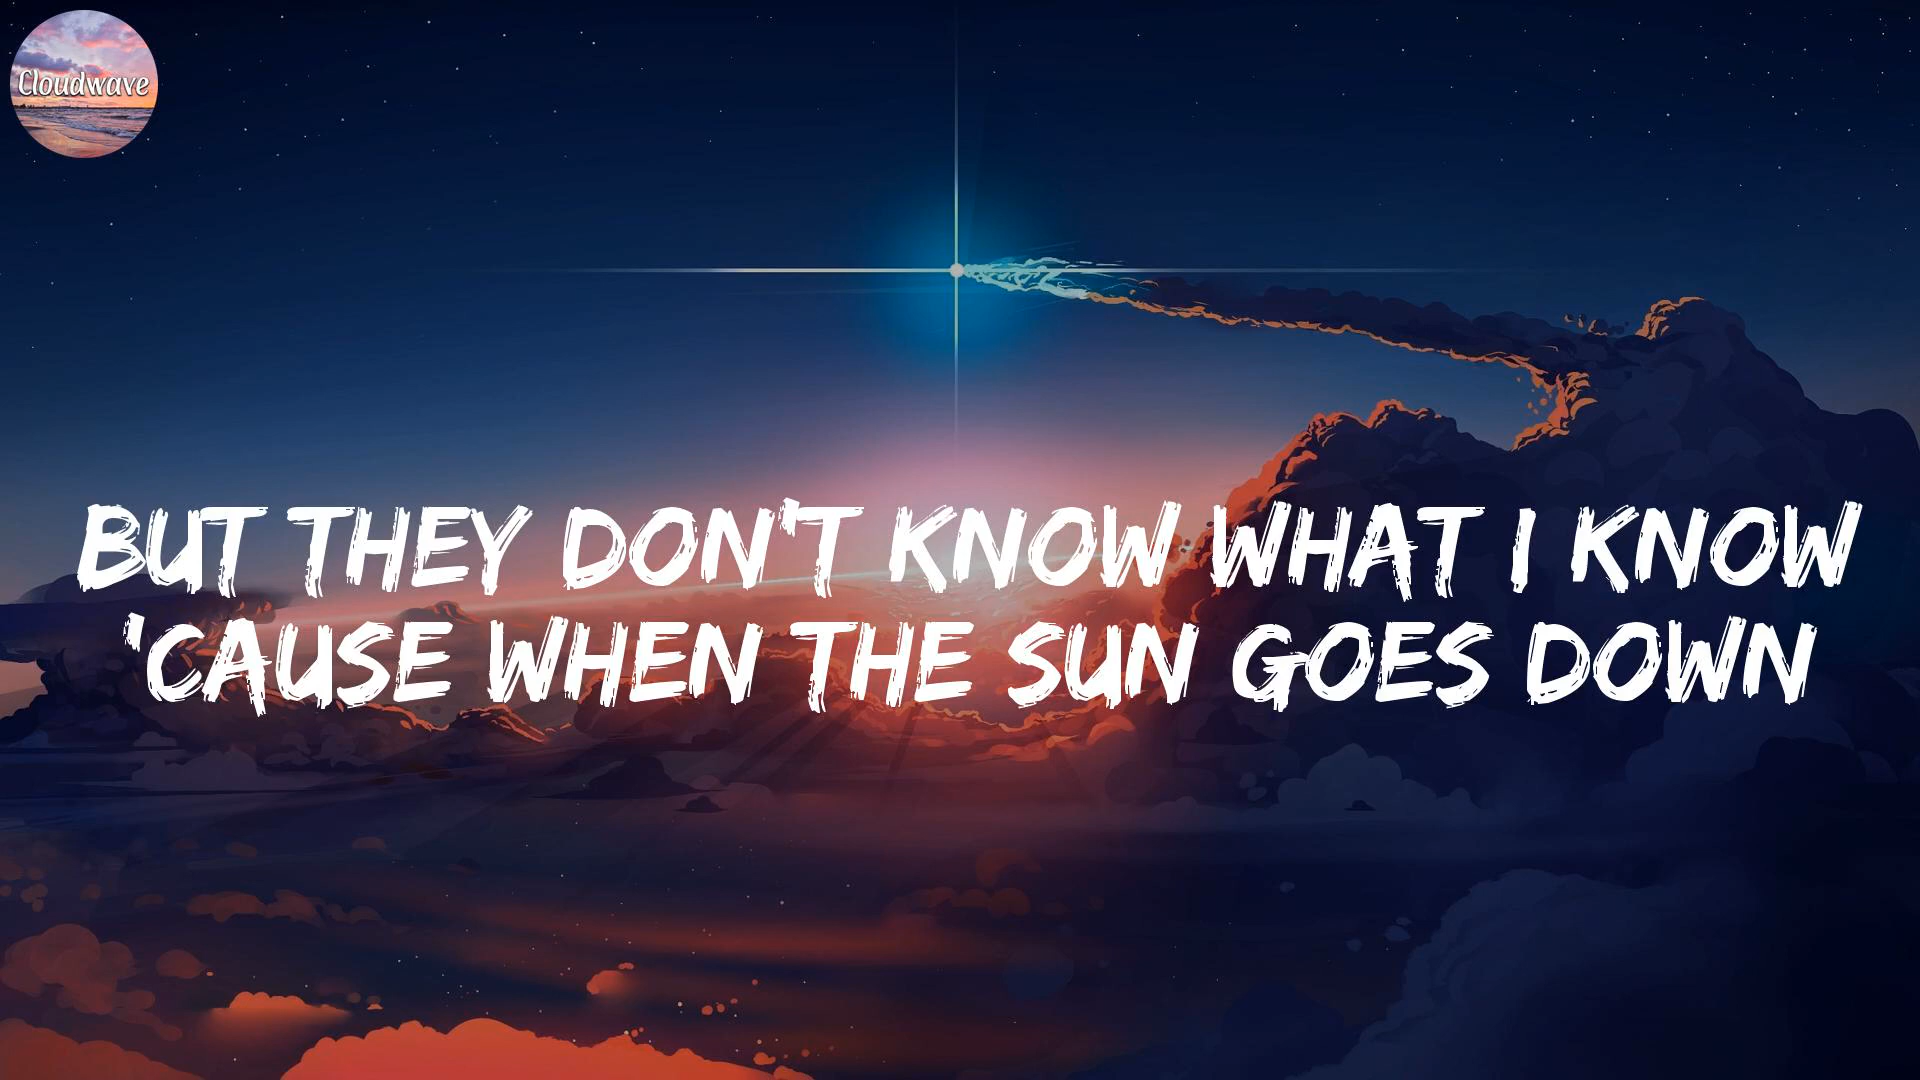 Cloudwave
BUT THEY DON'T KNOW WHAT I KNOW
'CAUSE WHEN THE SUN GOES DOWN